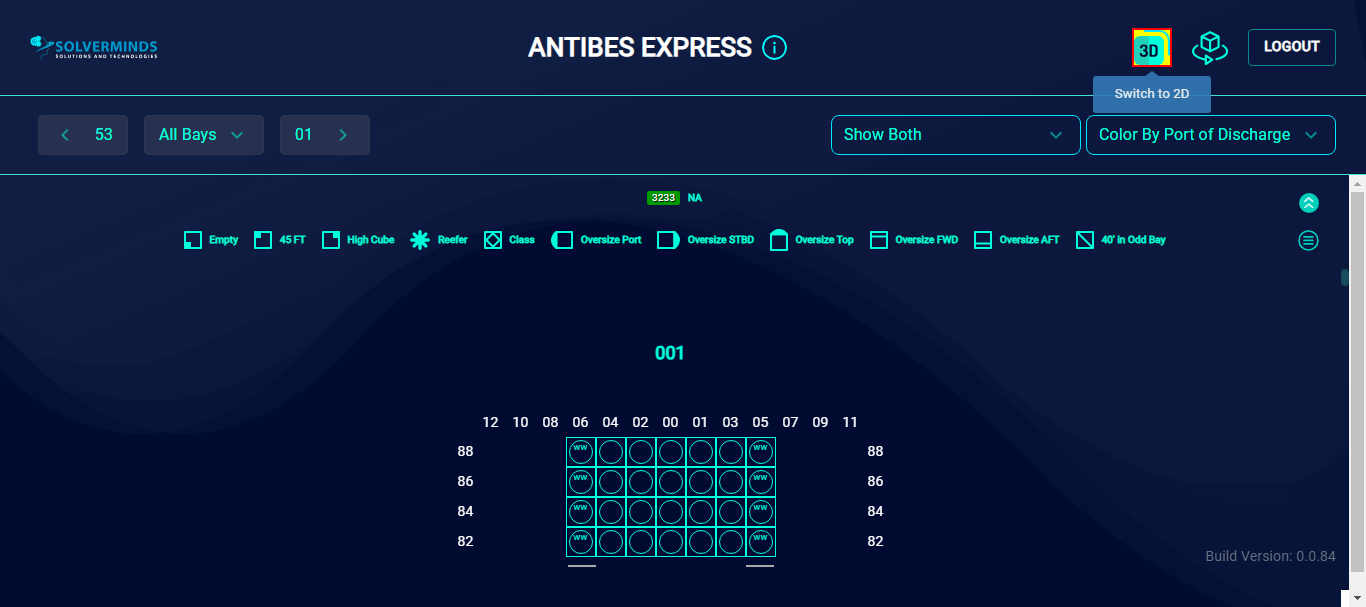 SOLVERMINDS
SOLUTIONS AND TECHNOLOGIES
ANTIBES EXPRESS
3D
LOGOUT
Switch to 2D
53
All Bays
01
Show Both
Color By Port of Discharge
3233 NA
Empty 45 FT High Cube Reefer Class Oversize Port Oversize STBD Oversize Top Oversize FWD Oversize AFT 40' In Odd Bay
001
12 10 08 06 04 02 00 01 03 05 07 09 11
88 WW WW 88
86 WW WW 86
84 WW WW 84
82 WW WW 82
Build Version: 0.0.84